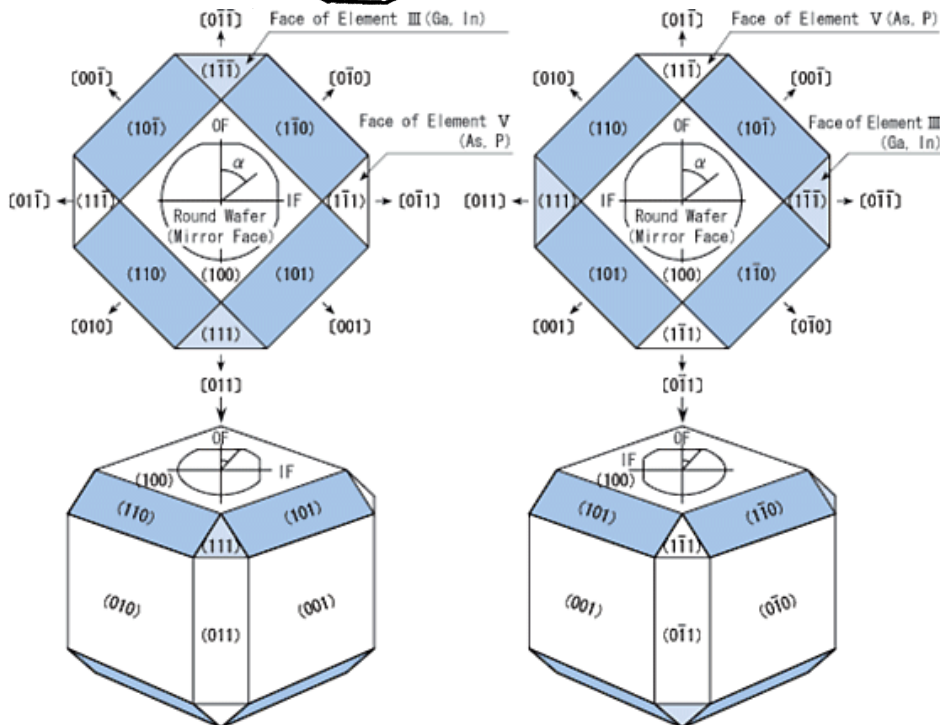 [01̄1̄]
Face of Element Ⅲ (Ga, In)
[001̄]
(11̄1̄)
[01̄0]
(101̄)
OF
(11̄0)
Face of Element Ⅴ
(As, P)
α
[011̄]
(111̄)
IF
(11̄1)
[01̄1]
Round Wafer
(Mirror Face)
(110)
(100)
(101)
[010]
[001]
(111)
[011]
[011̄]
Face of Element Ⅴ (As, P)
[010]
(111̄)
[001̄]
(110)
OF
(101̄)
Face of Element Ⅲ
(Ga, In)
α
[011]
(111)
IF
(11̄1̄)
[01̄1̄]
Round Wafer
(Mirror Face)
(101)
(100)
(11̄0)
[001]
[01̄0]
(11̄1)
[01̄1]
OF
IF
(100)
(110)
(101)
(111)
(010)
(001)
(011)
OF
IF
(100)
(101)
(11̄0)
(11̄1)
(001)
(01̄0)
(01̄1)